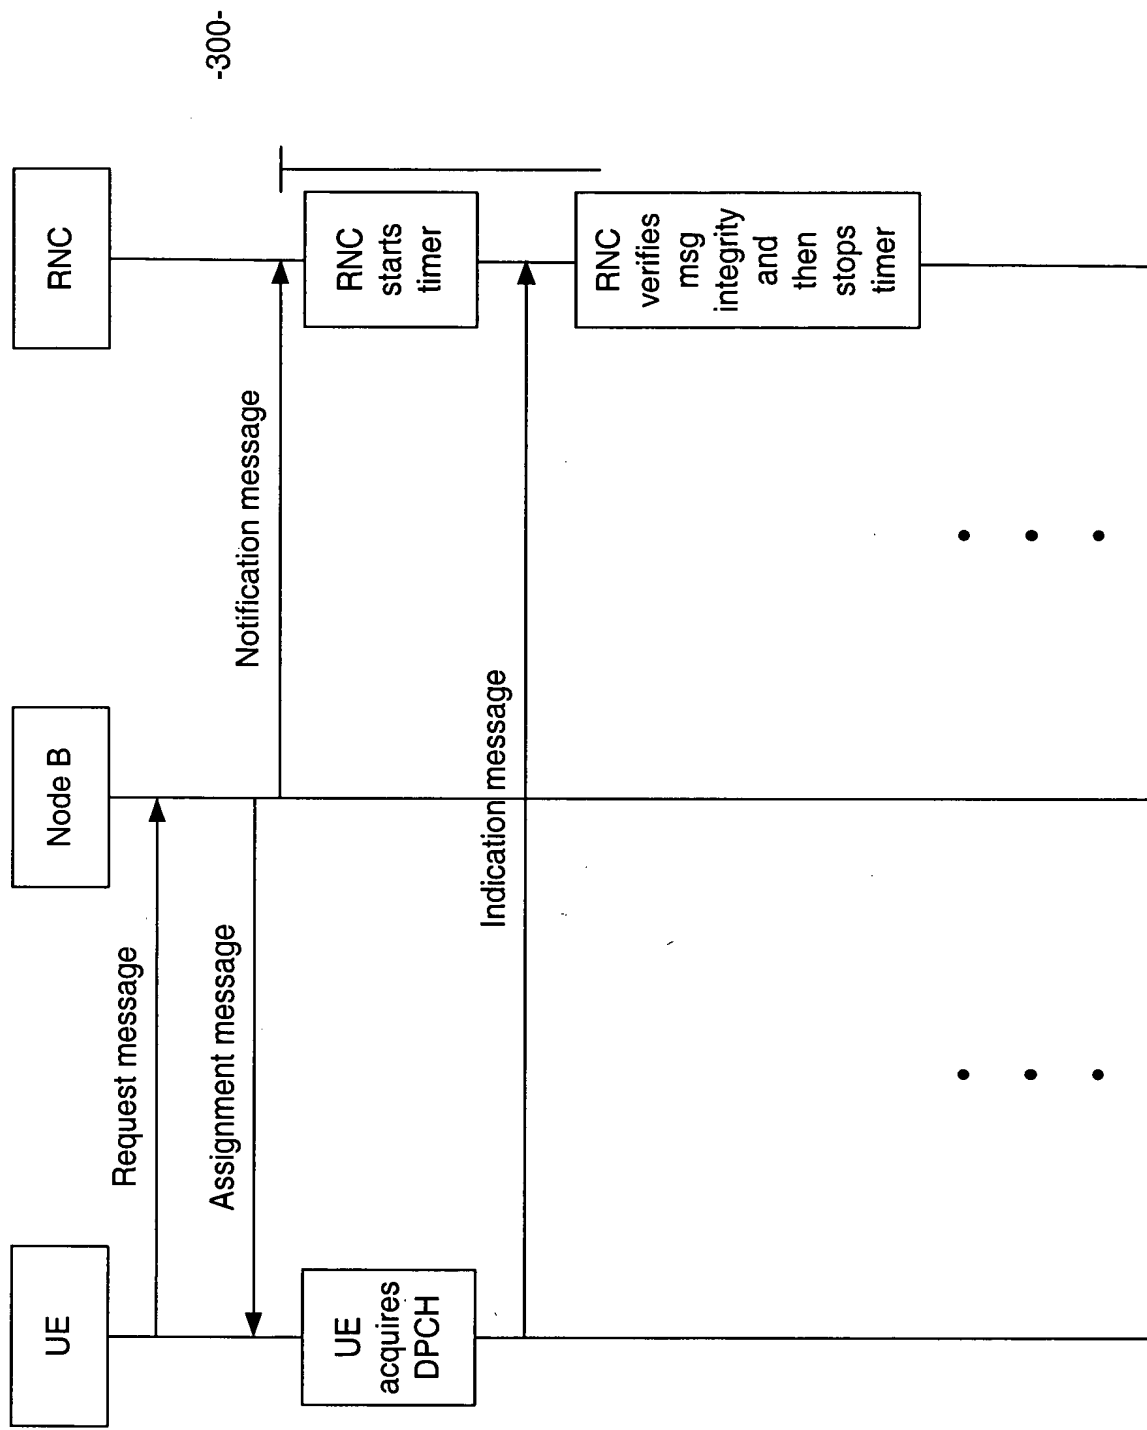 -300-
UE
Node B
RNC
Request message
Assignment message
Notification message
UE
acquires
DPCH
RNC
starts
timer
Indication message
RNC
verifies
msg
integrity
and
then
stops
timer